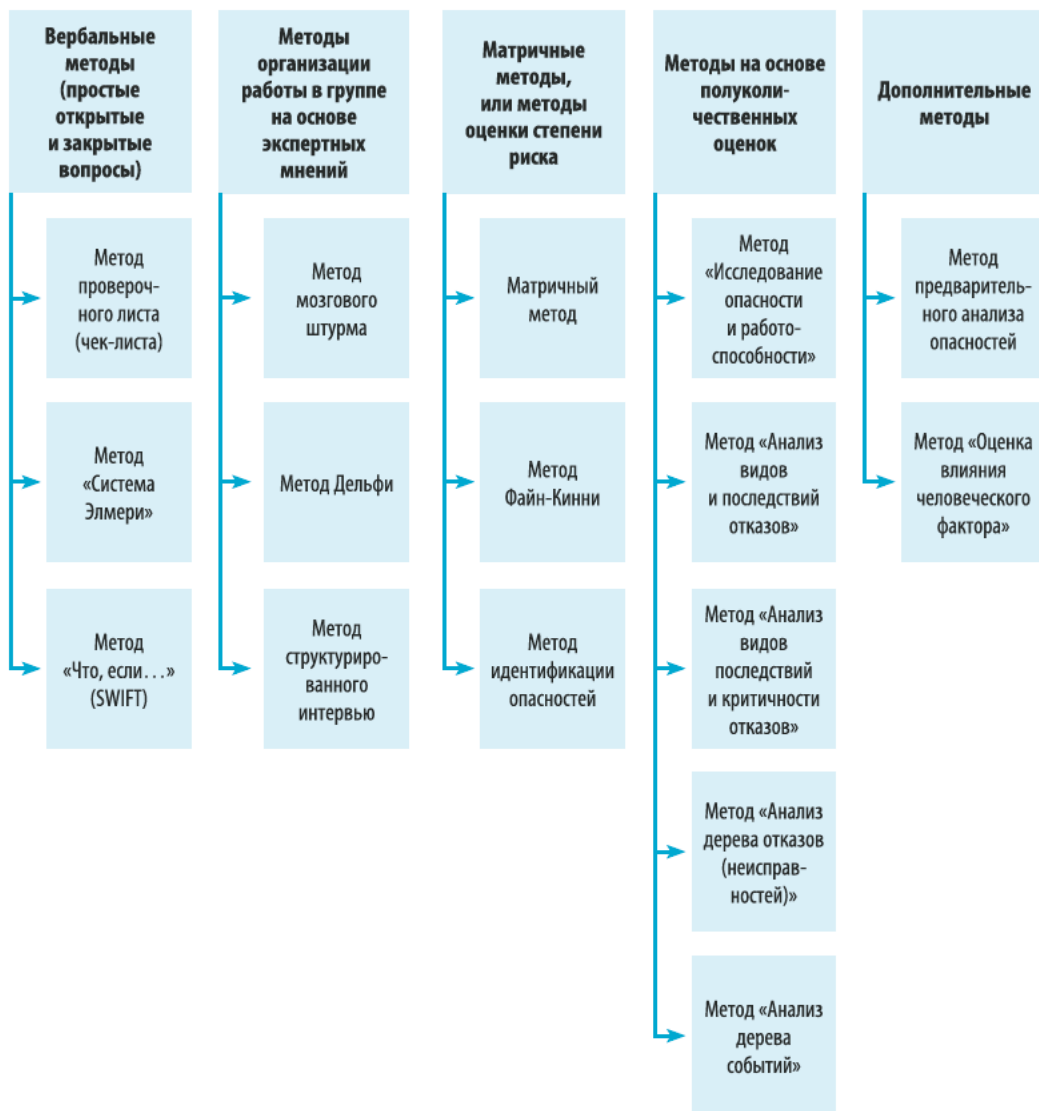 Вербальные
методы
(простые
открытые
и закрытые
вопросы)
Метод
провероч-
ного листа
(чек-листа)
Метод
«Система
Элмери»
Метод
«Что, если...»
(SWIFT)
Методы
организации
работы в группе
на основе
экспертных
мнений
Метод
мозгового
штурма
Метод Дельфи
Метод
структуриро-
ванного
интервью
Матричные
методы,
или методы
оценки степени
риска
Матричный
метод
Метод
Файн-Кинни
Метод
идентификации
опасностей
Методы на основе
полуколи-
чественных
оценок
Метод
«Исследование
опасности
и работо-
способности»
Метод «Анализ
видов
и последствий
отказов»
Метод «Анализ
видов
последствий
и критичности
отказов»
Метод «Анализ
дерева отказов
(неисправ-
ностей)»
Метод «Анализ
дерева
событий»
Дополнительные
методы
Метод
предваритель-
ного анализа
опасностей
Метод «Оценка
влияния
человеческого
фактора»